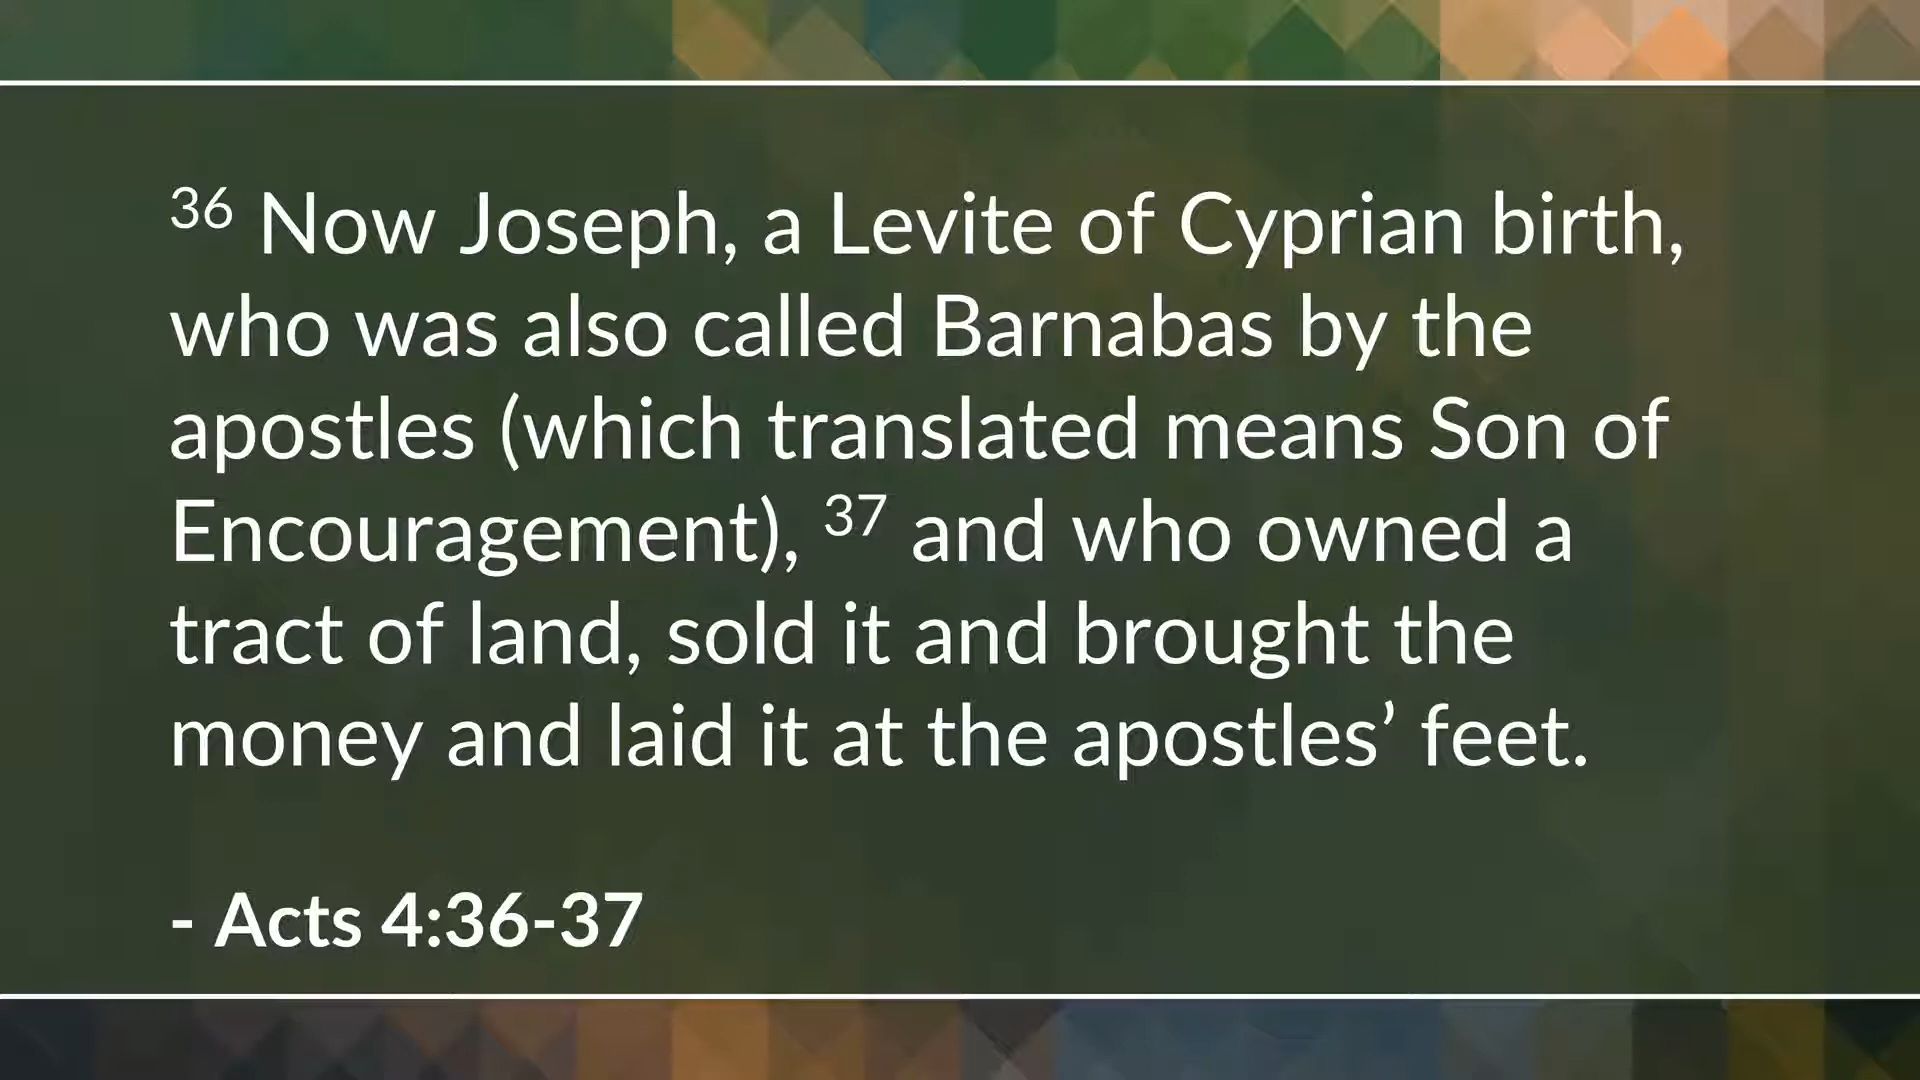 36 Now Joseph, a Levite of Cyprian birth,
who was also called Barnabas by the
apostles (which translated means Son of
Encouragement), 37 and who owned a
tract of land, sold it and brought the
money and laid it at the apostles’ feet.
- Acts 4:36-37